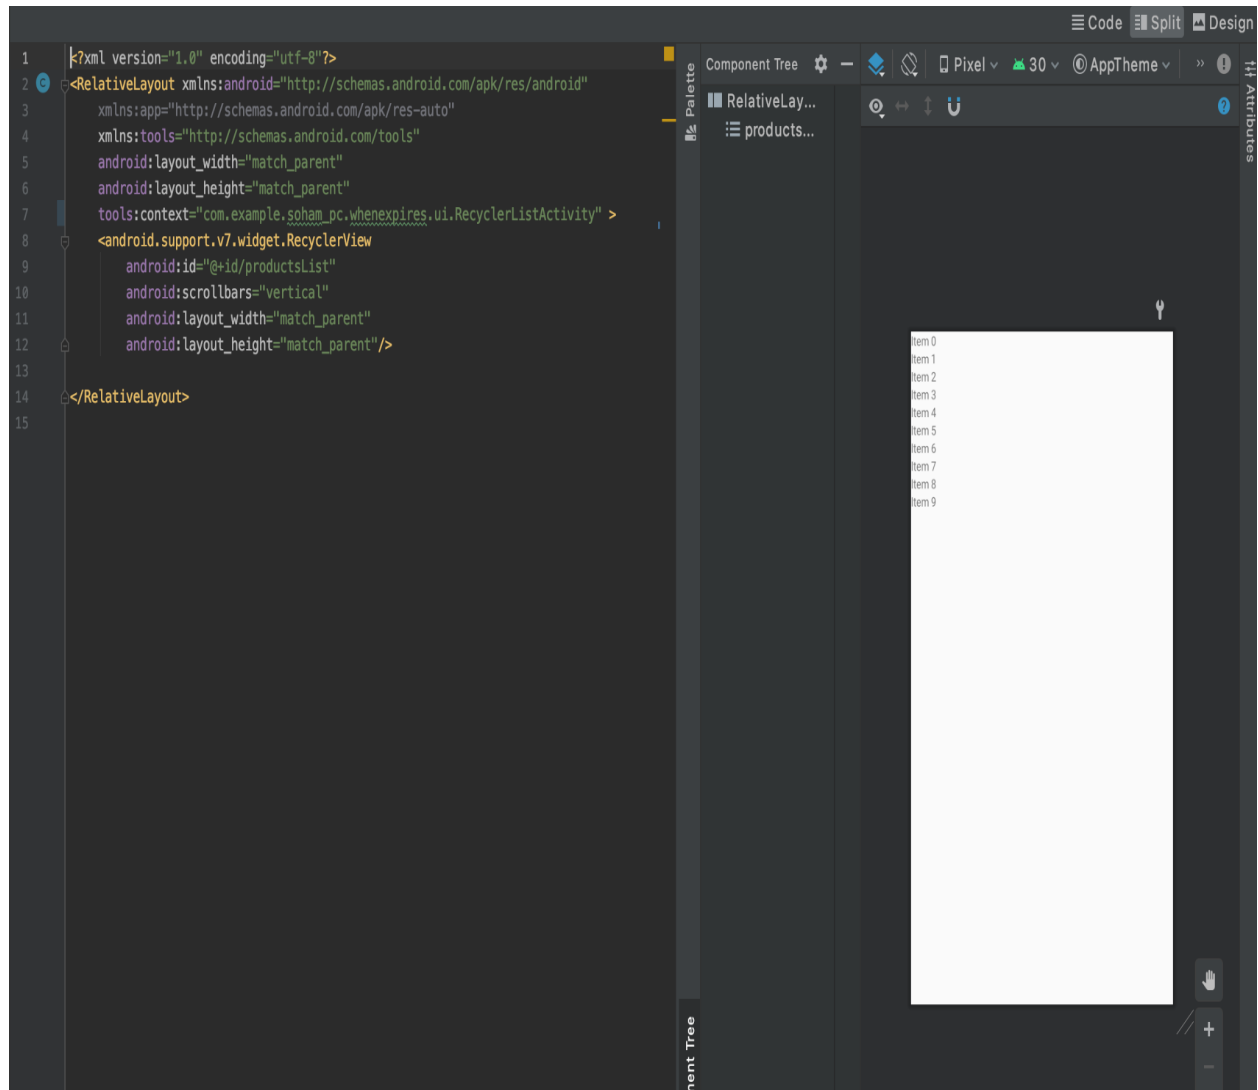 Code Split Design
1 <?xml version="1.0" encoding="utf-8"?>
2 <RelativeLayout xmlns:android="http://schemas.android.com/apk/res/android"
3 xmlns:app="http://schemas.android.com/apk/res-auto"
4 xmlns:tools="http://schemas.android.com/tools"
5 android:layout_width="match_parent"
6 android:layout_height="match_parent"
7 tools:context="com.example.soham_pc.whenexpires.ui.RecyclerListActivity" >
8 <android.support.v7.widget.RecyclerView
9 android:id="@+id/productsList"
10 android:scrollbars="vertical"
11 android:layout_width="match_parent"
12 android:layout_height="match_parent"/>
13
14 </RelativeLayout>
15
Palette
Component Tree
RelativeLay...
products...
nent Tree
Pixel 30 AppTheme »
Attributes
Item 0
Item 1
Item 2
Item 3
Item 4
Item 5
Item 6
Item 7
Item 8
Item 9